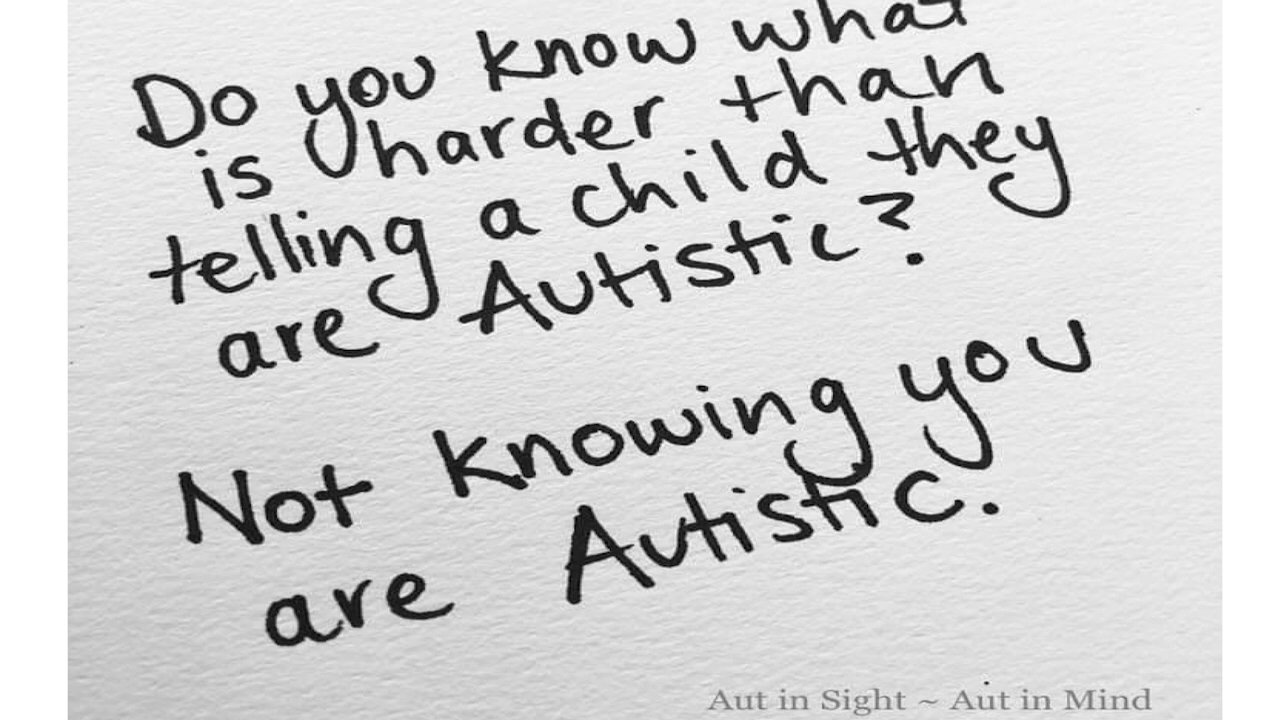 Do you know what
is harder than
telling a child they
are Autistic?
Not knowing you
are Autistic.
Aut in Sight ~ Aut in Mind